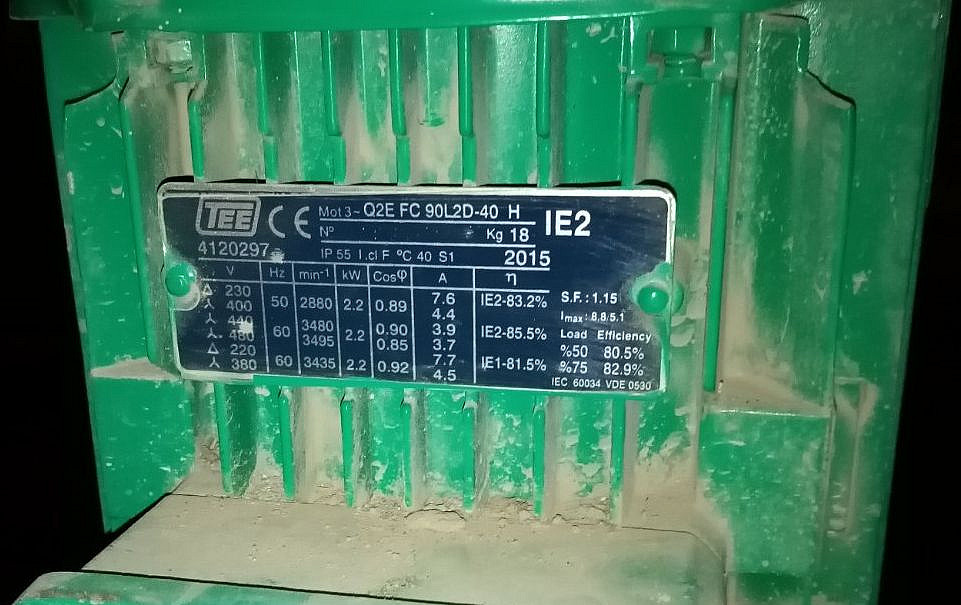 TEE CE Mot 3~ Q2E FC 90L2D-40 H IE2
Nº Kg 18
4120297
IP 55 I.cl F ºC 40 S1 2015
V Hz min⁻¹ kW Cosφ A η
△ 230 50 2880 2.2 0.89 7.6 IE2-83.2% S.F.: 1.15
⅄ 400 4.4 Imax: 8.8/5.1
⅄ 440 60 3480 2.2 0.90 3.9 IE2-85.5% Load Efficiency
⅄ 480 3495 0.85 3.7 %50 80.5%
△ 220 60 3435 2.2 0.92 7.7 IE1-81.5% %75 82.9%
⅄ 380 4.5
IEC 60034 VDE 0530